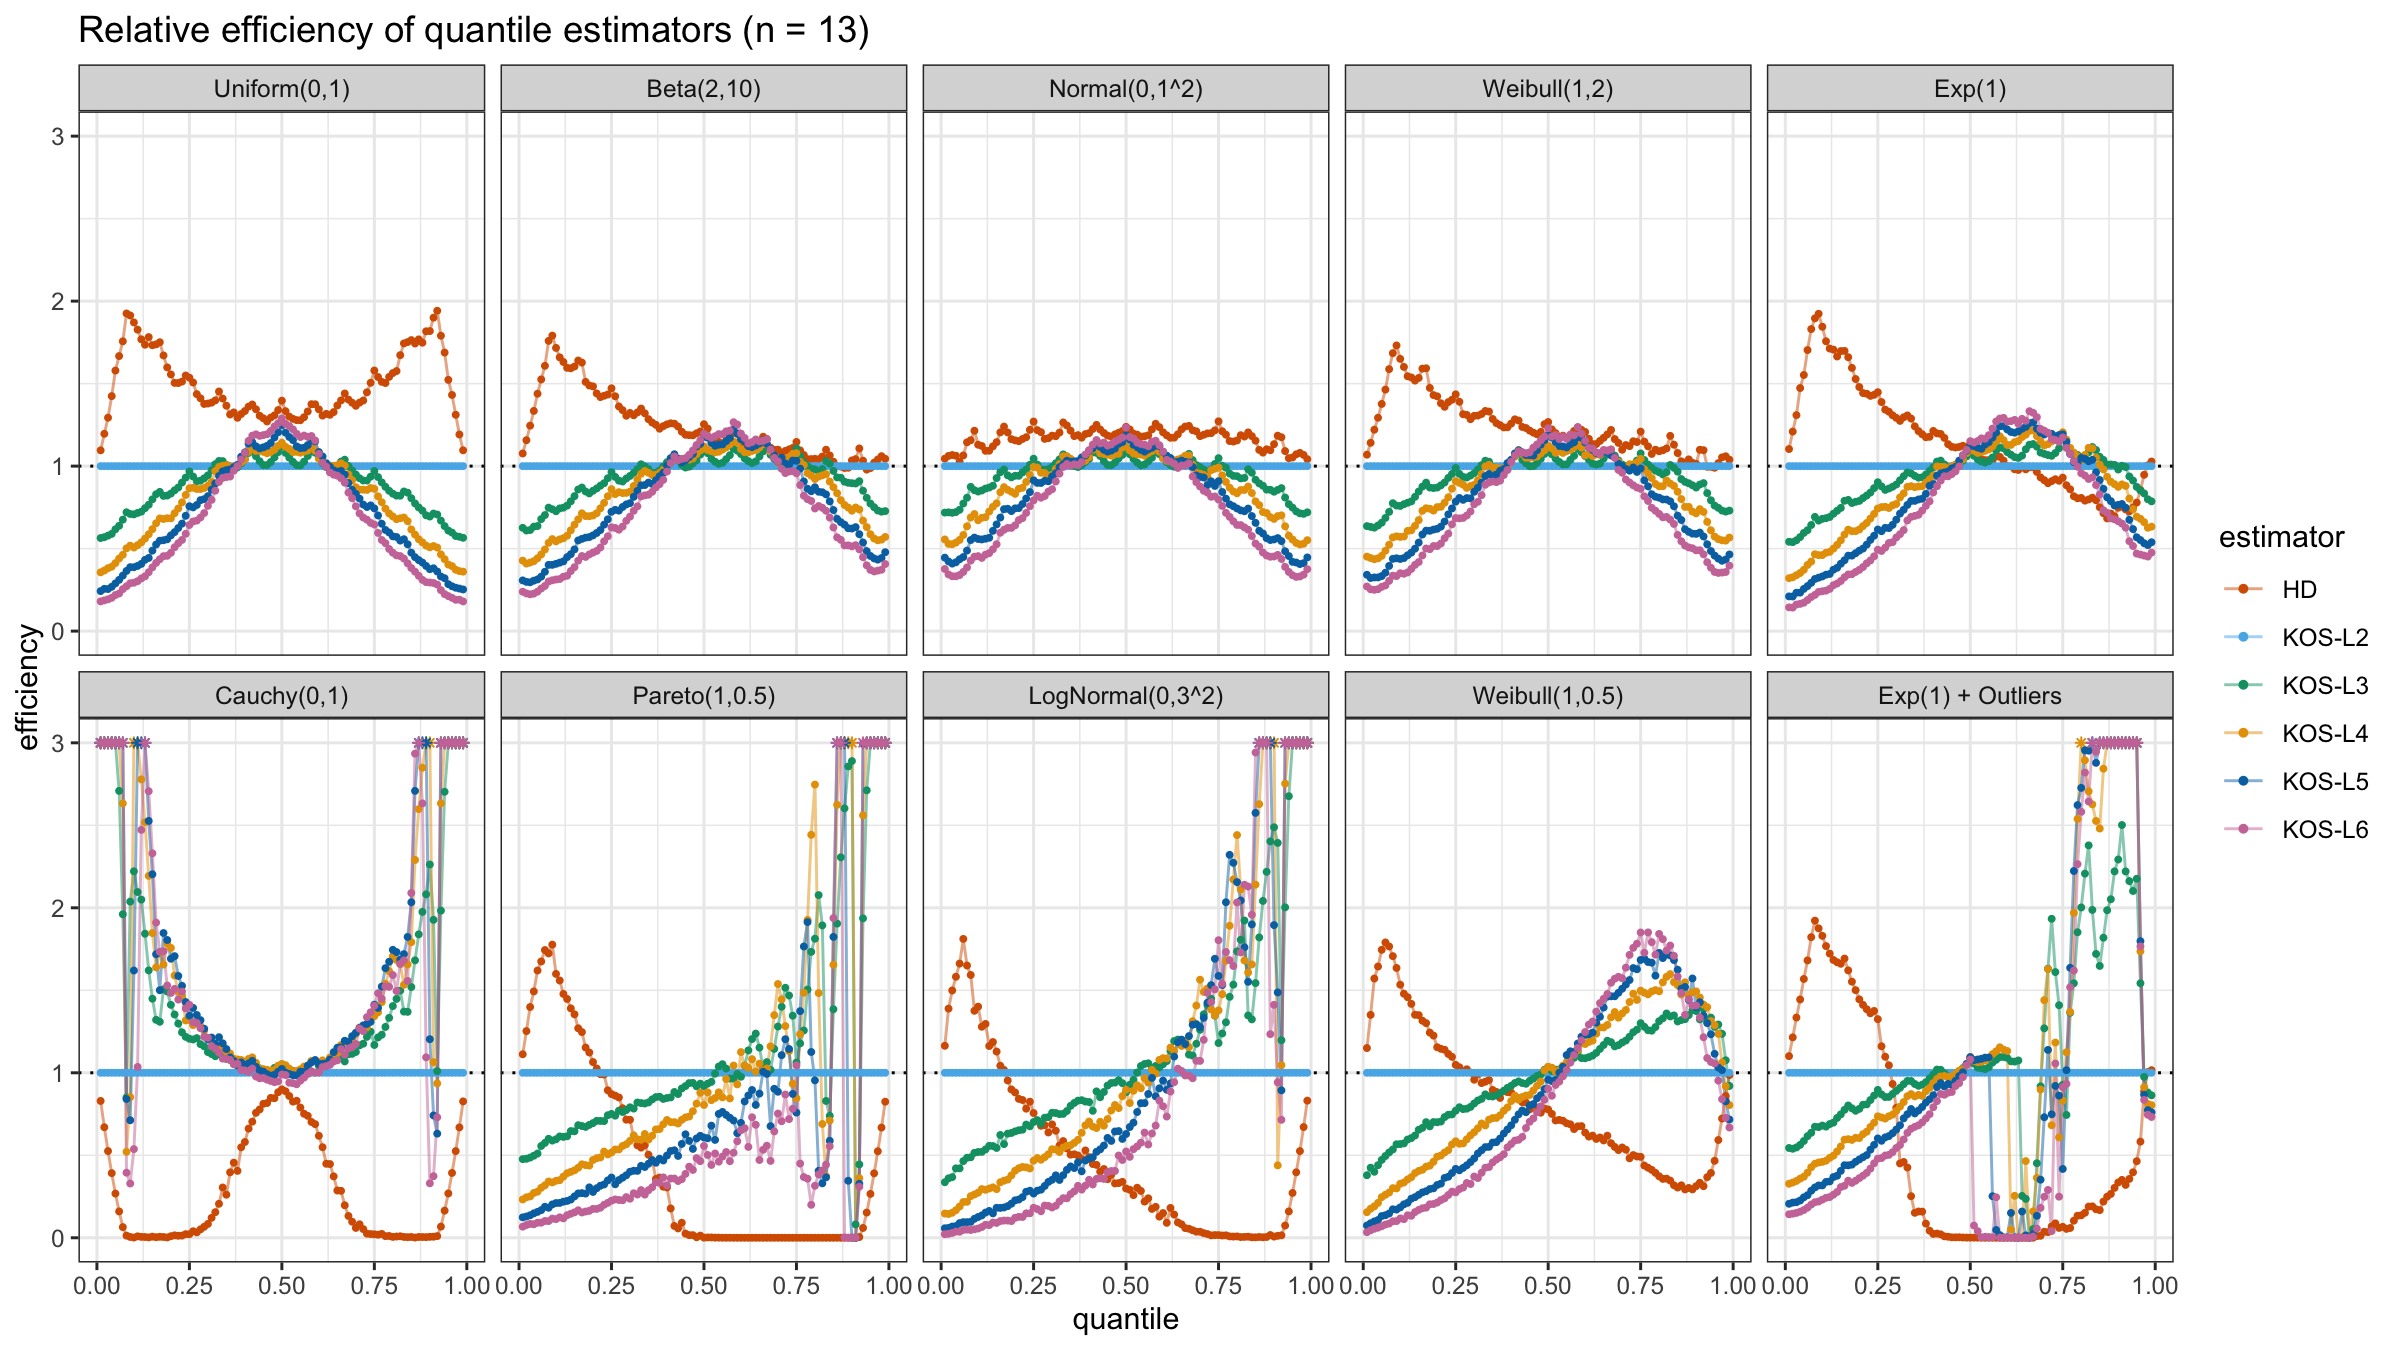 Relative efficiency of quantile estimators (n = 13)
Uniform(0,1) Beta(2,10) Normal(0,1^2) Weibull(1,2) Exp(1)
3
2
1
0
Cauchy(0,1) Pareto(1,0.5) LogNormal(0,3^2) Weibull(1,0.5) Exp(1) + Outliers
3
2
1
0
0.00 0.25 0.50 0.75 1.00 0.00 0.25 0.50 0.75 1.00 0.00 0.25 0.50 0.75 1.00 0.00 0.25 0.50 0.75 1.00 0.00 0.25 0.50 0.75 1.00
quantile
efficiency
estimator
HD
KOS-L2
KOS-L3
KOS-L4
KOS-L5
KOS-L6